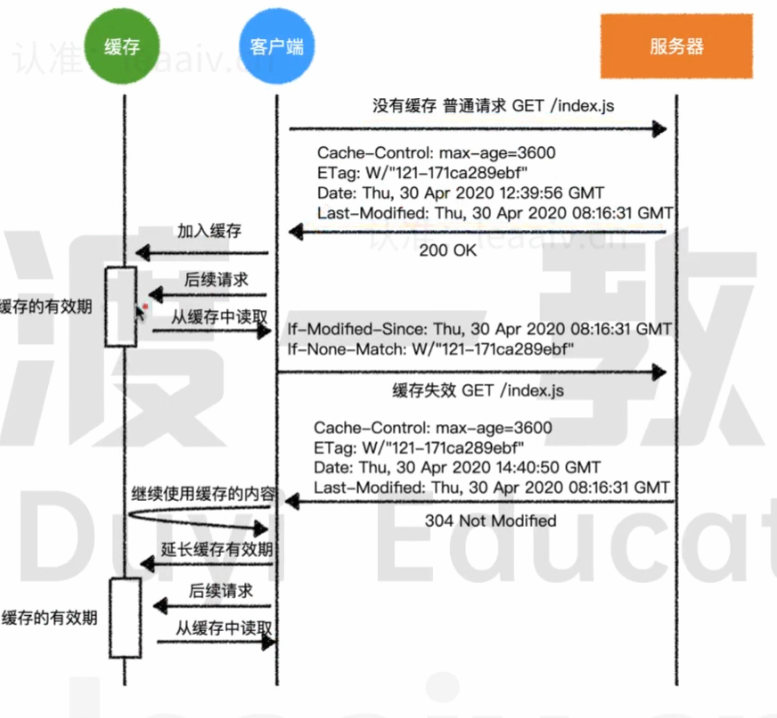 缓存
客户端
服务器
没有缓存 普通请求 GET /index.js
Cache-Control: max-age=3600
ETag: W/"121-171ca289ebf"
Date: Thu, 30 Apr 2020 12:39:56 GMT
Last-Modified: Thu, 30 Apr 2020 08:16:31 GMT
加入缓存
200 OK
后续请求
缓存的有效期
从缓存中读取
If-Modified-Since: Thu, 30 Apr 2020 08:16:31 GMT
If-None-Match: W/"121-171ca289ebf"
缓存失效 GET /index.js
Cache-Control: max-age=3600
ETag: W/"121-171ca289ebf"
Date: Thu, 30 Apr 2020 14:40:50 GMT
Last-Modified: Thu, 30 Apr 2020 08:16:31 GMT
继续使用缓存的内容
304 Not Modified
延长缓存有效期
后续请求
缓存的有效期
从缓存中读取
渡一教
Duyi Educat